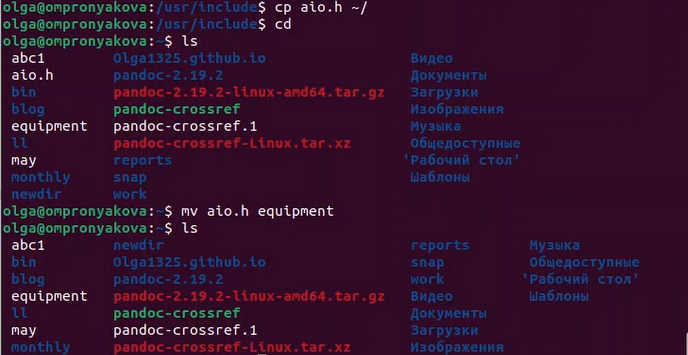 olga@ompronyakova:/usr/include$ cp aio.h ~/
olga@ompronyakova:/usr/include$ cd
olga@ompronyakova:~$ ls
abc1 Olga1325.github.io Видео
aio.h pandoc-2.19.2 Документы
bin pandoc-2.19.2-linux-amd64.tar.gz Загрузки
blog pandoc-crossref Изображения
equipment pandoc-crossref.1 Музыка
ll pandoc-crossref-Linux.tar.xz Общедоступные
may reports 'Рабочий стол'
monthly snap Шаблоны
newdir work
olga@ompronyakova:~$ mv aio.h equipment
olga@ompronyakova:~$ ls
abc1 newdir reports Музыка
bin Olga1325.github.io snap Общедоступные
blog pandoc-2.19.2 work 'Рабочий стол'
equipment pandoc-2.19.2-linux-amd64.tar.gz Видео Шаблоны
ll pandoc-crossref Документы
may pandoc-crossref.1 Загрузки
monthly pandoc-crossref-Linux.tar.xz Изображения